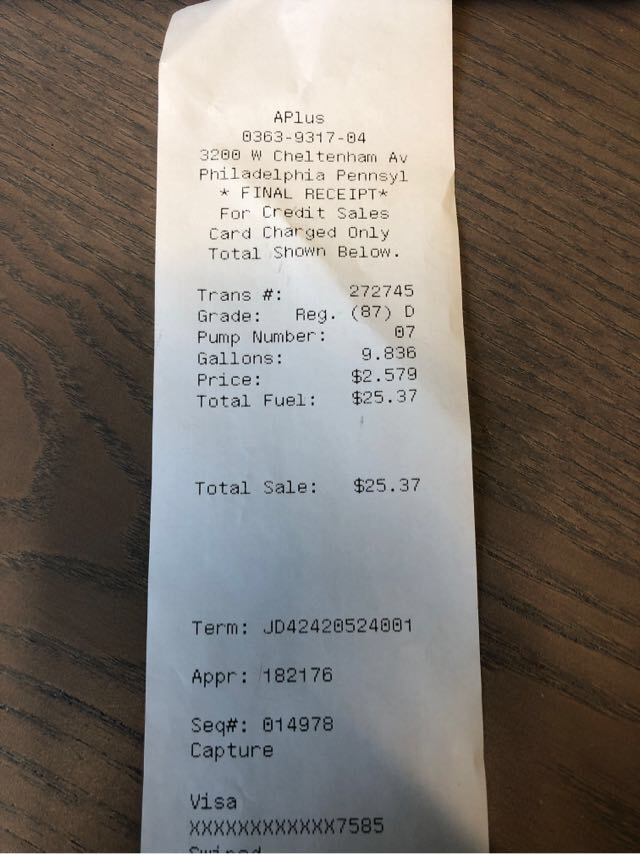 APlus
0363-9317-04
3200 W Cheltenham Av
Philadelphia Pennsyl
* FINAL RECEIPT*
For Credit Sales
Card Charged Only
Total Shown Below.
Trans #: 272745
Grade: Reg. (87) D
Pump Number: 07
Gallons: 9.836
Price: $2.579
Total Fuel: $25.37
Total Sale: $25.37
Term: JD42420524001
Appr: 182176
Seq#: 014978
Capture
Visa
XXXXXXXXXXXX7585
Swiped